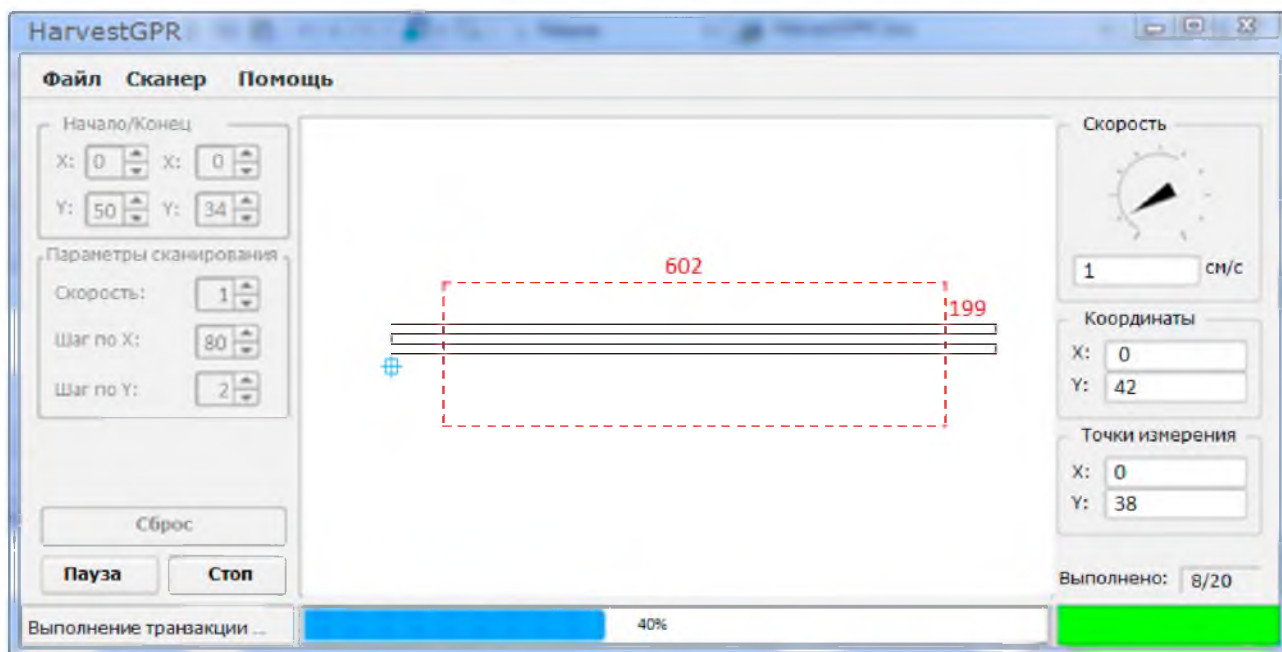 HarvestGPR
Файл Сканер Помощь
Начало/Конец
X: 0 X: 0
Y: 50 Y: 34
Параметры сканирования
Скорость: 1
Шаг по X: 80
Шаг по Y: 2
Сброс
Пауза Стоп
Выполнение транзакции ...
602
199
40%
Скорость
1 см/с
Координаты
X: 0
Y: 42
Точки измерения
X: 0
Y: 38
Выполнено: 8/20